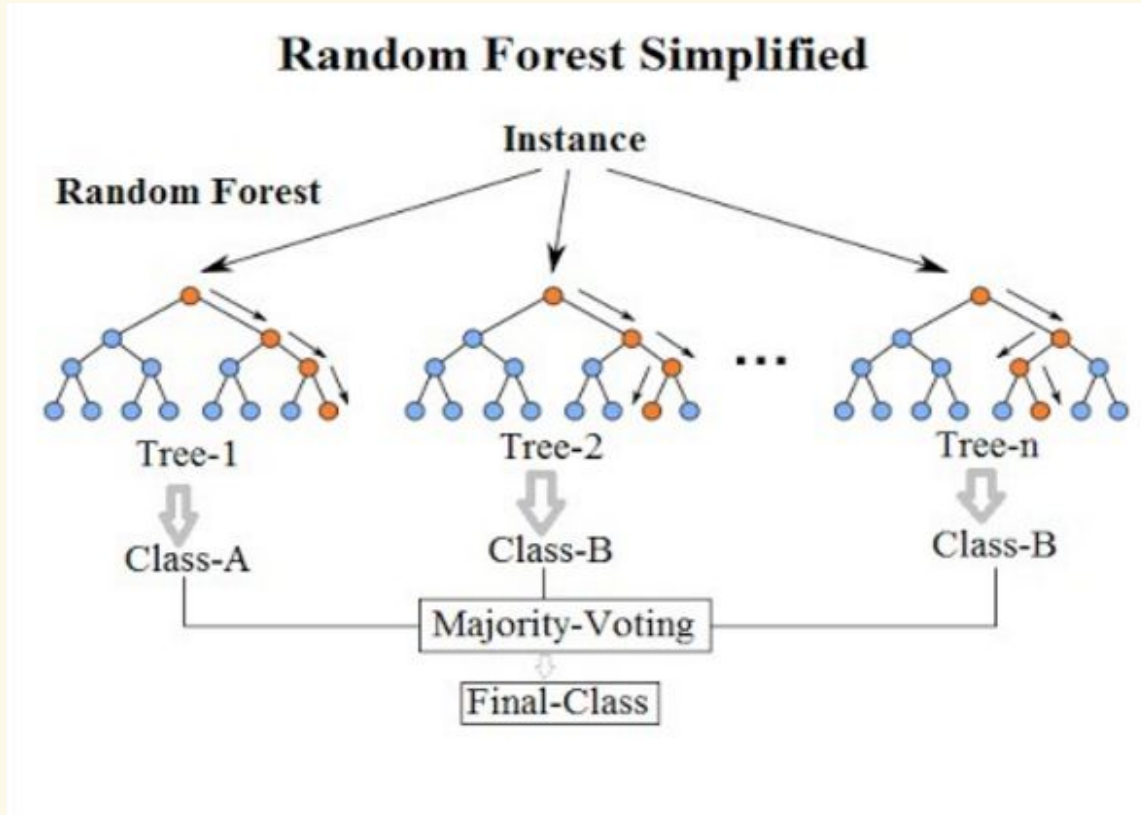 Random Forest Simplified
Instance
Random Forest
...
Tree-1
Tree-2
Tree-n
Class-A
Class-B
Class-B
Majority-Voting
Final-Class